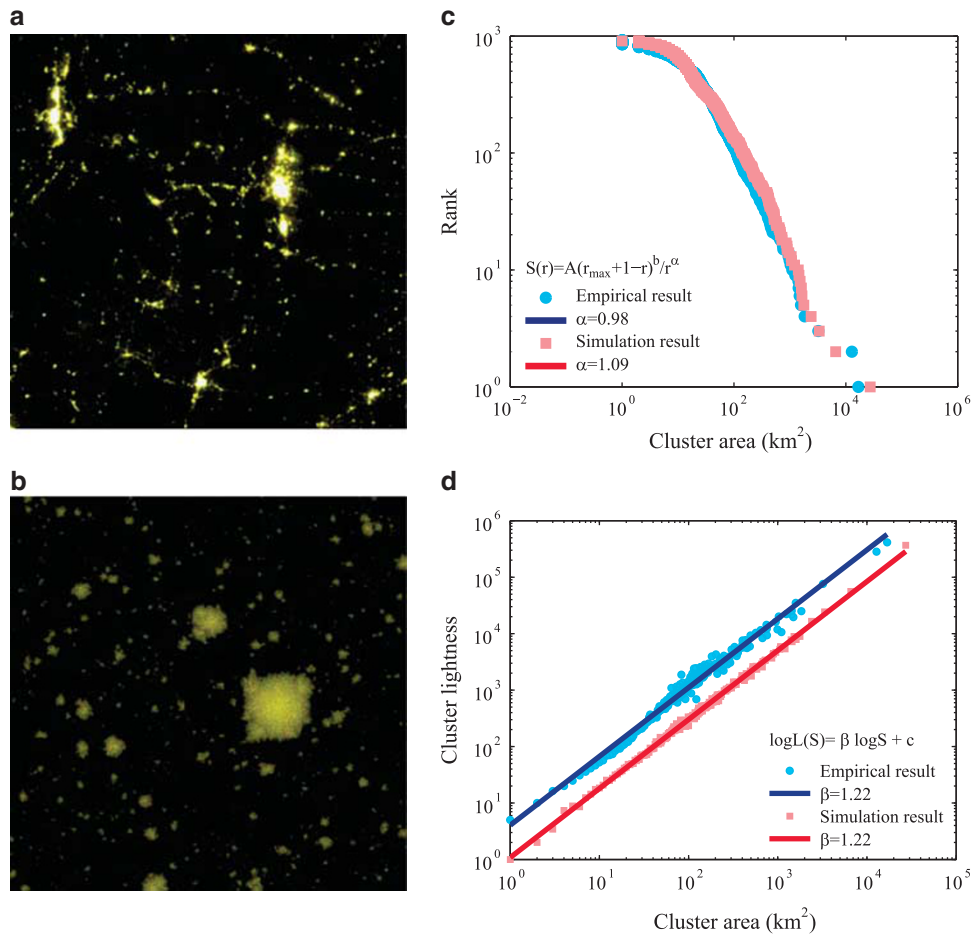 a
c
10³
10²
10¹
10⁰
Rank
S(r)=A(rₘₐₓ+1−r)ᵇ/rᵅ
Empirical result
α=0.98
Simulation result
α=1.09
10⁻²
10⁰
10²
10⁴
10⁶
Cluster area (km²)
b
d
10⁶
10⁵
10⁴
10³
10²
10¹
10⁰
Cluster lightness
logL(S)= β logS + c
Empirical result
β=1.22
Simulation result
β=1.22
10⁰
10¹
10²
10³
10⁴
10⁵
Cluster area (km²)